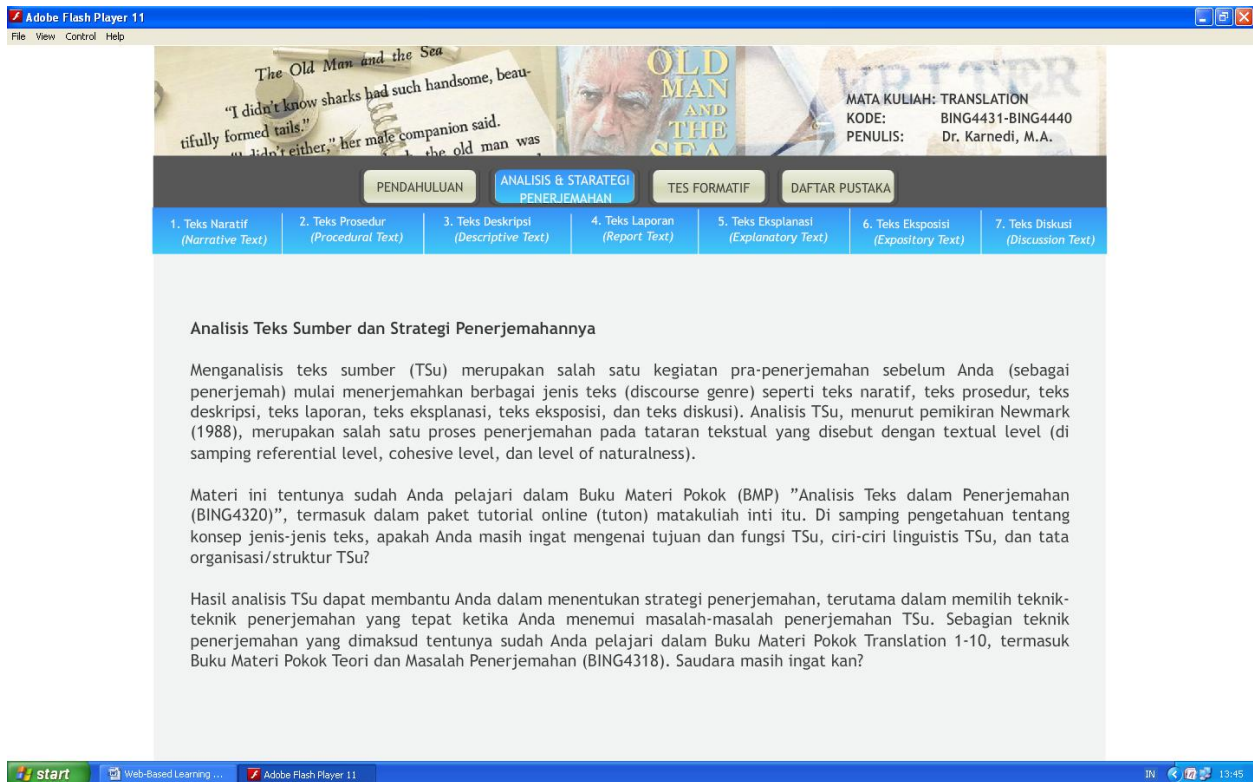 Adobe Flash Player 11
File View Control Help
The Old Man and the Sea
"I didn't know sharks had such handsome, beau-
tifully formed tails."
"I didn't either," her male companion said.
the old man was
OLD
MAN
AND
THE
SEA
WRITER
MATA KULIAH: TRANSLATION
KODE: BING4431-BING4440
PENULIS: Dr. Karnedi, M.A.
PENDAHULUAN
ANALISIS & STARATEGI
PENERJEMAHAN
TES FORMATIF
DAFTAR PUSTAKA
1. Teks Naratif
(Narrative Text)
2. Teks Prosedur
(Procedural Text)
3. Teks Deskripsi
(Descriptive Text)
4. Teks Laporan
(Report Text)
5. Teks Eksplanasi
(Explanatory Text)
6. Teks Eksposisi
(Expository Text)
7. Teks Diskusi
(Discussion Text)
Analisis Teks Sumber dan Strategi Penerjemahannya
Menganalisis teks sumber (TSu) merupakan salah satu kegiatan pra-penerjemahan sebelum Anda (sebagai
penerjemah) mulai menerjemahkan berbagai jenis teks (discourse genre) seperti teks naratif, teks prosedur, teks
deskripsi, teks laporan, teks eksplanasi, teks eksposisi, dan teks diskusi). Analisis TSu, menurut pemikiran Newmark
(1988), merupakan salah satu proses penerjemahan pada tataran tekstual yang disebut dengan textual level (di
samping referential level, cohesive level, dan level of naturalness).
Materi ini tentunya sudah Anda pelajari dalam Buku Materi Pokok (BMP) ”Analisis Teks dalam Penerjemahan
(BING4320)”, termasuk dalam paket tutorial online (tuton) matakuliah inti itu. Di samping pengetahuan tentang
konsep jenis-jenis teks, apakah Anda masih ingat mengenai tujuan dan fungsi TSu, ciri-ciri linguistis TSu, dan tata
organisasi/struktur TSu?
Hasil analisis TSu dapat membantu Anda dalam menentukan strategi penerjemahan, terutama dalam memilih teknik-
teknik penerjemahan yang tepat ketika Anda menemui masalah-masalah penerjemahan TSu. Sebagian teknik
penerjemahan yang dimaksud tentunya sudah Anda pelajari dalam Buku Materi Pokok Translation 1-10, termasuk
Buku Materi Pokok Teori dan Masalah Penerjemahan (BING4318). Saudara masih ingat kan?
start
Web-Based Learning ...
Adobe Flash Player 11
IN
13:45